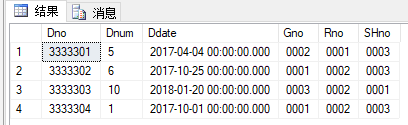 结果 消息
Dno Dnum Ddate Gno Rno SHno
1 3333301 5 2017-04-04 00:00:00.000 0002 0001 0003
2 3333302 6 2017-10-25 00:00:00.000 0001 0002 0003
3 3333303 10 2018-01-20 00:00:00.000 0003 0002 0001
4 3333304 1 2017-10-01 00:00:00.000 0001 0002 0003